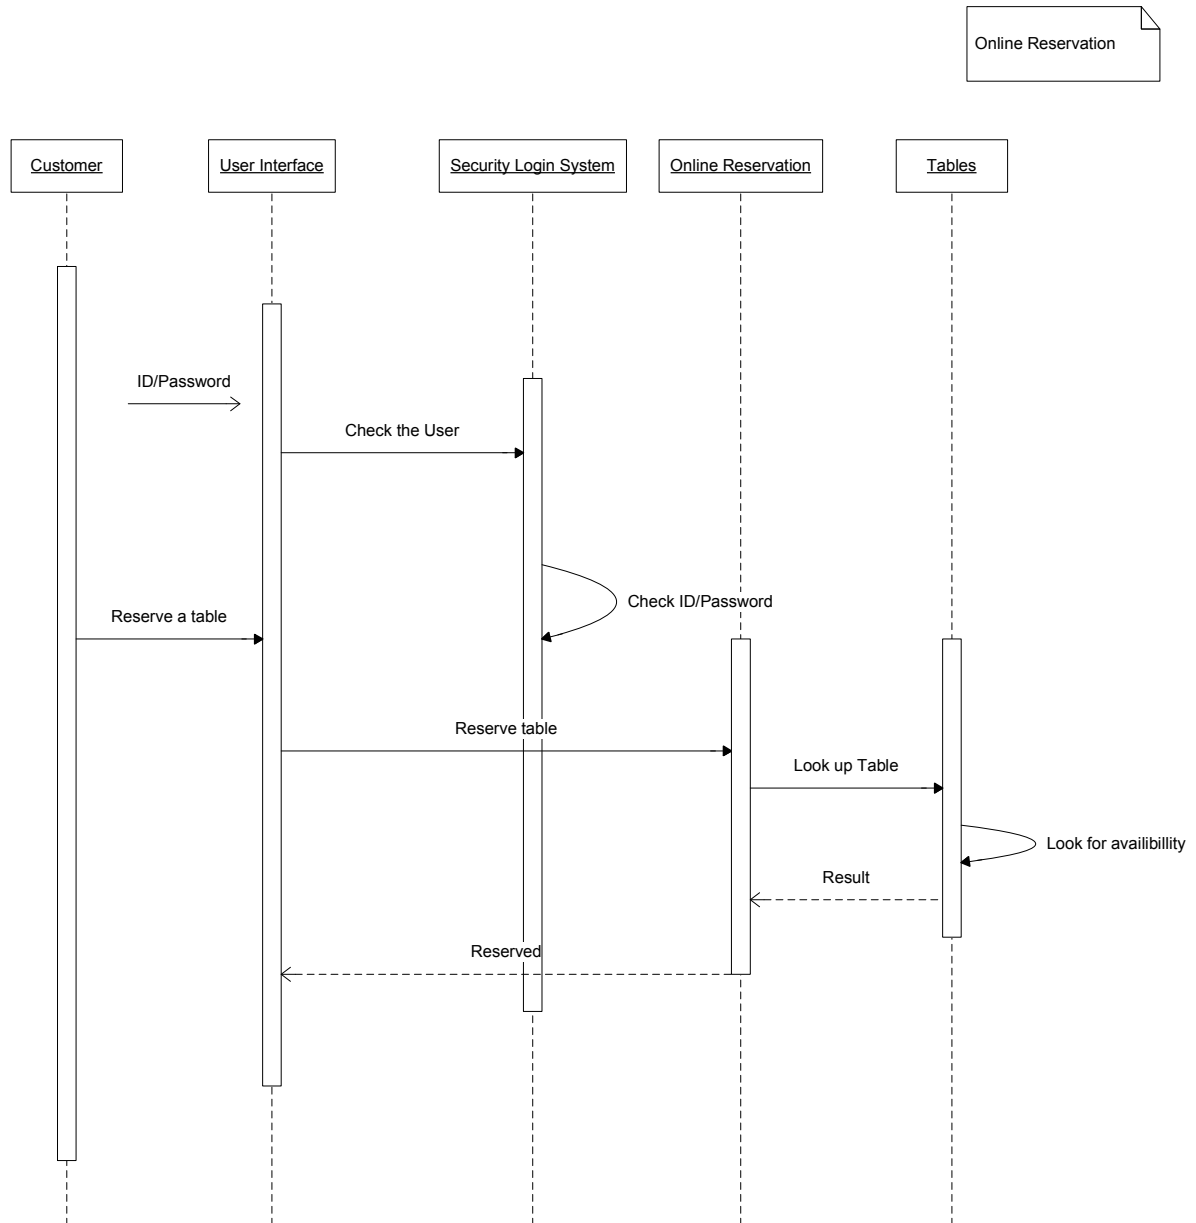 Online Reservation
Customer
User Interface
Security Login System
Online Reservation
Tables
ID/Password
Check the User
Check ID/Password
Reserve a table
Reserve table
Look up Table
Look for availibillity
Result
Reserved